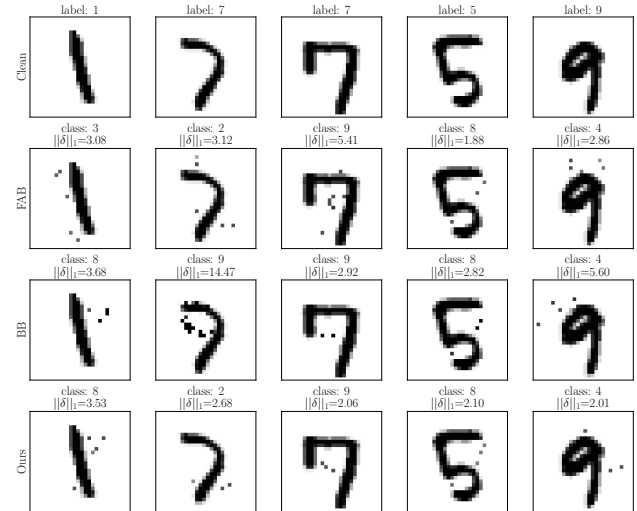 label: 1 label: 7 label: 7 label: 5 label: 9
Clean
class: 3 class: 2 class: 9 class: 8 class: 4
||δ||₁=3.08 ||δ||₁=3.12 ||δ||₁=5.41 ||δ||₁=1.88 ||δ||₁=2.86
FAB
class: 8 class: 9 class: 9 class: 8 class: 4
||δ||₁=3.68 ||δ||₁=14.47 ||δ||₁=2.92 ||δ||₁=2.82 ||δ||₁=5.60
BB
class: 8 class: 2 class: 9 class: 8 class: 4
||δ||₁=3.53 ||δ||₁=2.68 ||δ||₁=2.06 ||δ||₁=2.10 ||δ||₁=2.01
Ours